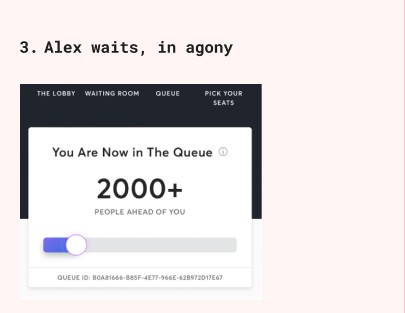 3. Alex waits, in agony
THE LOBBY WAITING ROOM QUEUE PICK YOUR
SEATS
You Are Now in The Queue
2000+
PEOPLE AHEAD OF YOU
QUEUE ID: B0A81666-B85F-4E77-966E-62B972D17E67